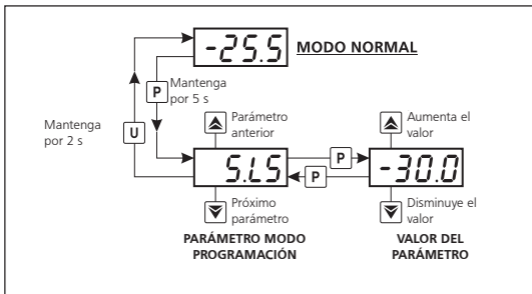 -25.5
MODO NORMAL
P
Mantenga
por 5 s
Mantenga
por 2 s
U
Parámetro
anterior
Aumenta el
valor
S.LS
P
P
-30.0
Próximo
parámetro
Disminuye el
valor
PARÁMETRO MODO
PROGRAMACIÓN
VALOR DEL
PARÁMETRO